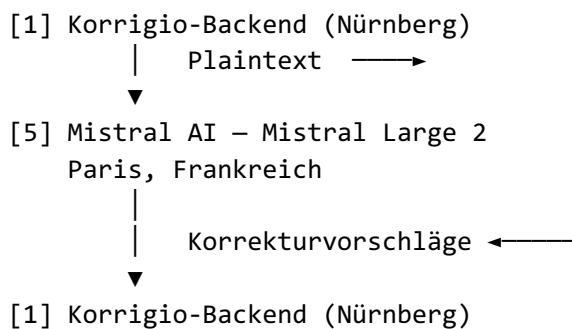 [1] Korrigio-Backend (Nürnberg)
│ Plaintext ────►
▼
[5] Mistral AI — Mistral Large 2
Paris, Frankreich
│
│ Korrekturvorschläge ◄─────
▼
[1] Korrigio-Backend (Nürnberg)